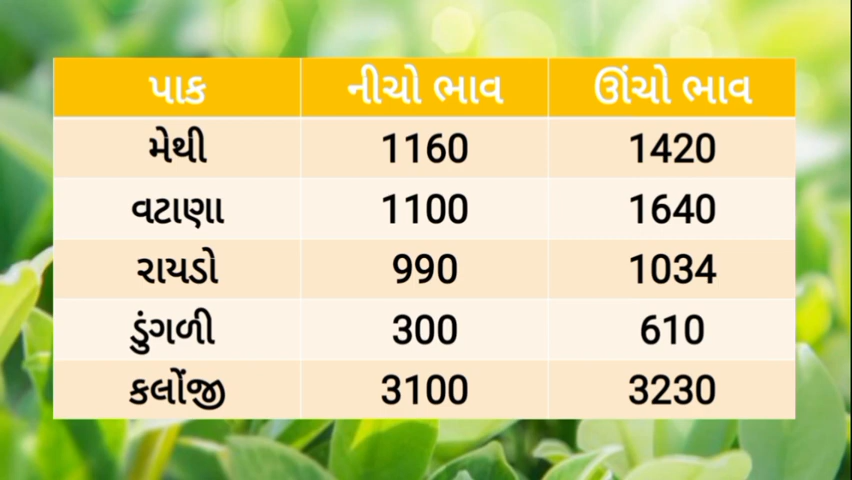 પાક નીચો ભાવ ઊંચો ભાવ
મેથી 1160 1420
વટાણા 1100 1640
રાયડો 990 1034
ડુંગળી 300 610
કલોંજી 3100 3230